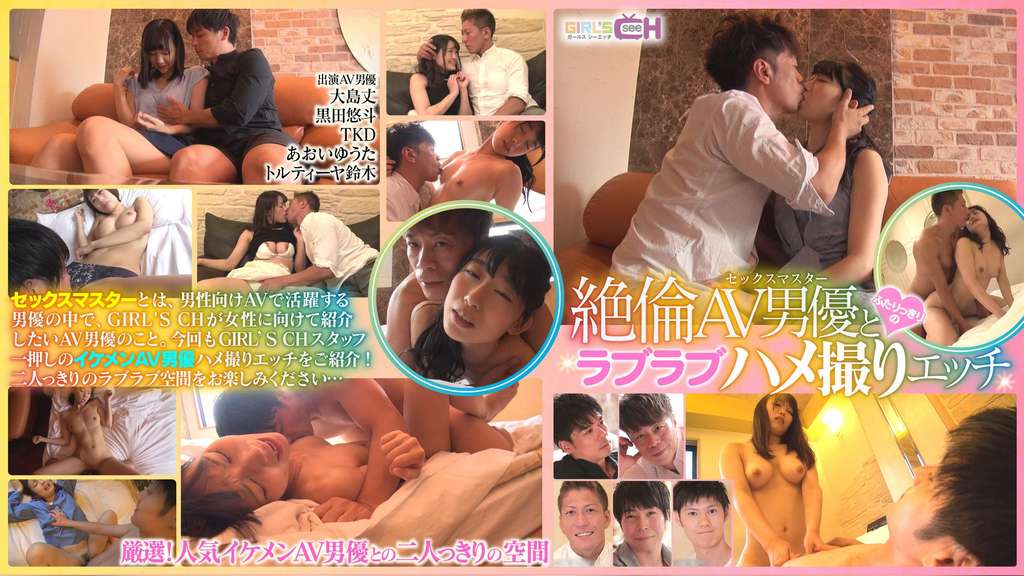 出演AV男優
大島丈
黒田悠斗
TKD
あおいゆうた
トルティーヤ鈴木
セックスマスターとは、男性向けAVで活躍する
男優の中で、GIRL'S CHが女性に向けて紹介
したいAV男優のこと。今回もGIRL'S CHスタッフ
一押しのイケメンAV男優ハメ撮りエッチをご紹介!
二人っきりのラブラブ空間をお楽しみください…
厳選!人気イケメンAV男優との二人っきりの空間
GIRL'S see CH
ガールズ シーエッチ
セックスマスター
絶倫AV男優と
ふたりっきりの
ラブラブハメ撮りエッチ